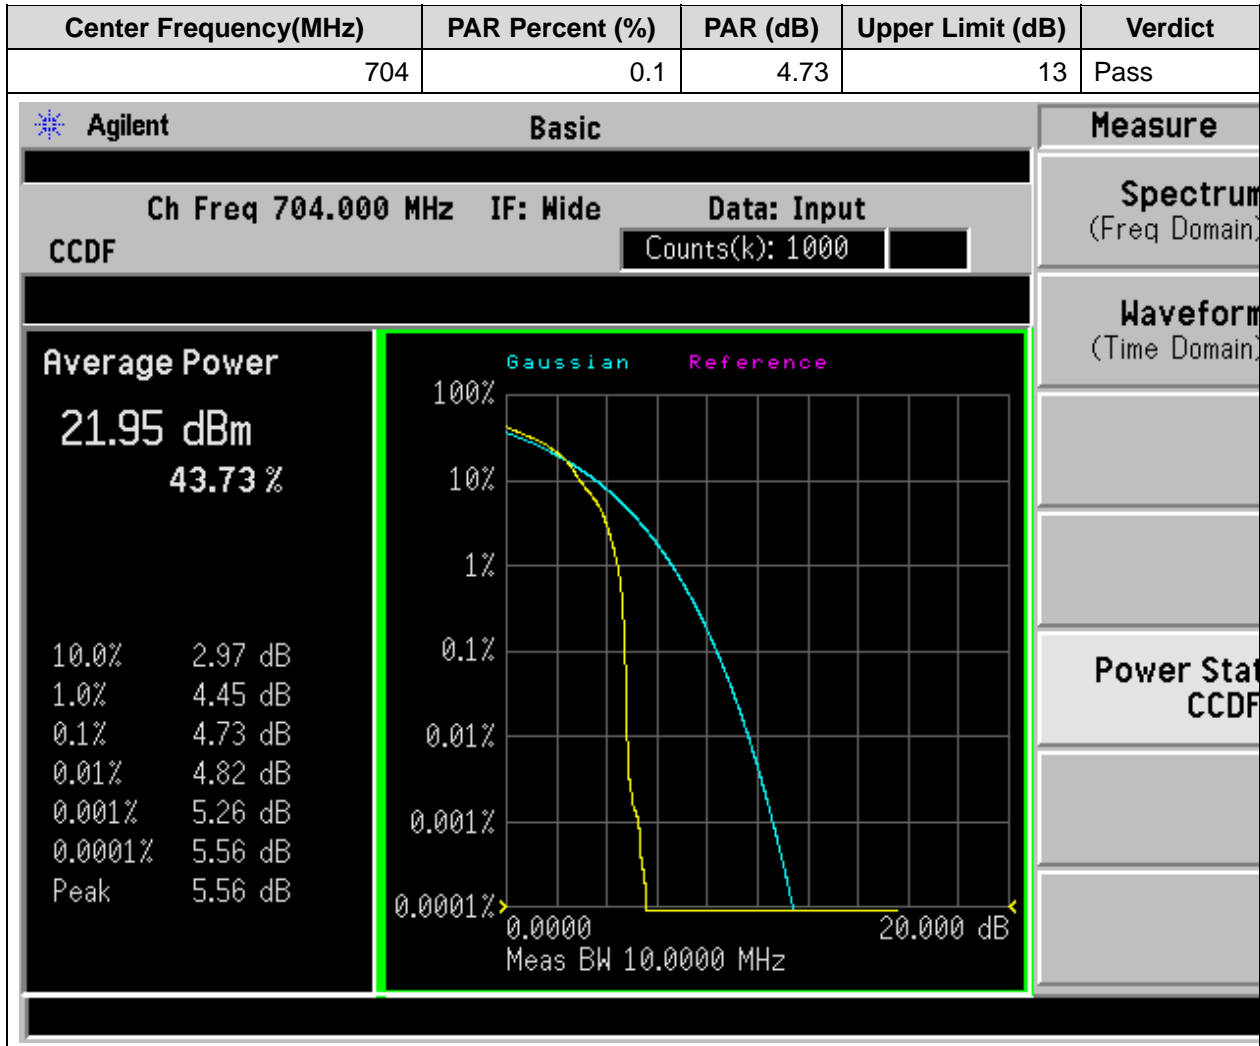 Center Frequency(MHz) PAR Percent (%) PAR (dB) Upper Limit (dB) Verdict
704 0.1 4.73 13 Pass
Agilent Basic Measure
Ch Freq 704.000 MHz IF: Wide Data: Input
CCDF Counts(k): 1000
Spectrum
(Freq Domain)
Waveform
(Time Domain)
Power Stat
CCDF
Average Power
21.95 dBm
43.73 %
10.0% 2.97 dB
1.0% 4.45 dB
0.1% 4.73 dB
0.01% 4.82 dB
0.001% 5.26 dB
0.0001% 5.56 dB
Peak 5.56 dB
Gaussian Reference
100%
10%
1%
0.1%
0.01%
0.001%
0.0001%
0.0000 20.000 dB
Meas BW 10.0000 MHz